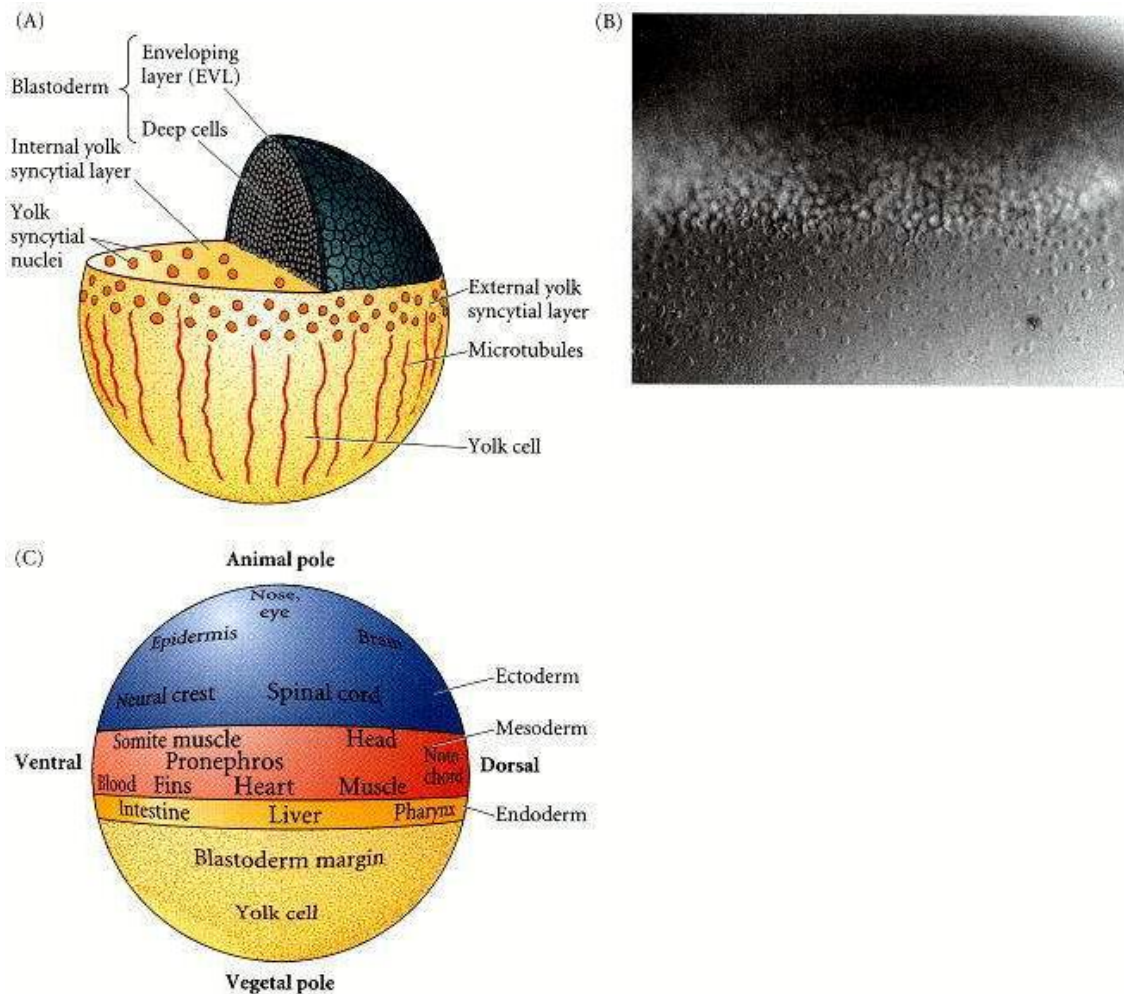 (A)
Blastoderm
Enveloping
layer (EVL)
Deep cells
Internal yolk
syncytial layer
Yolk
syncytial
nuclei
External yolk
syncytial layer
Microtubules
Yolk cell
(B)
(C)
Animal pole
Nose,
eye
Epidermis
Brain
Neural crest
Spinal cord
Ectoderm
Mesoderm
Endoderm
Ventral
Dorsal
Somite muscle
Head
Pronephros
Noto
chord
Blood
Fins
Heart
Muscle
Intestine
Liver
Pharynx
Blastoderm margin
Yolk cell
Vegetal pole